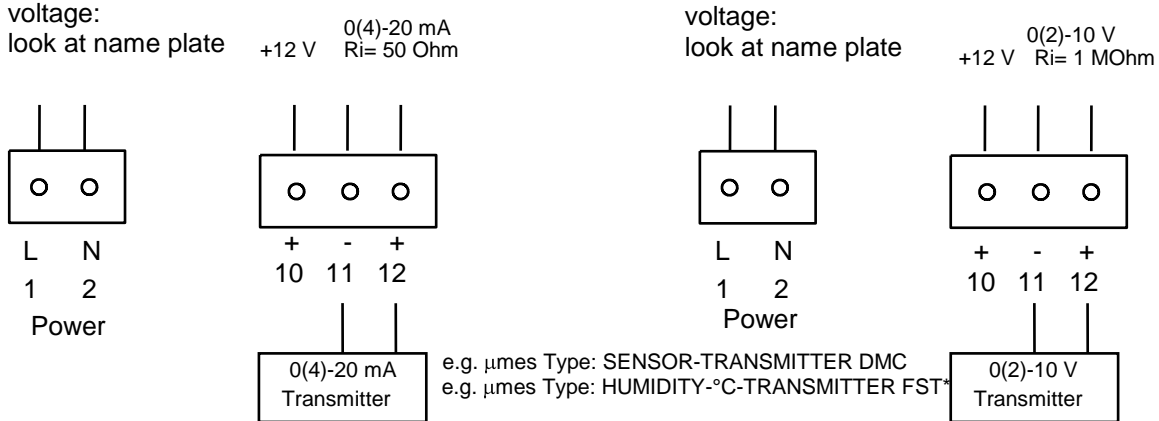 voltage:
look at name plate
+12 V
0(4)-20 mA
Ri= 50 Ohm
L N
1 2
Power
+ - +
10 11 12
0(4)-20 mA
Transmitter
e.g. μmes Type: SENSOR-TRANSMITTER DMC
e.g. μmes Type: HUMIDITY-°C-TRANSMITTER FST*
voltage:
look at name plate
+12 V
0(2)-10 V
Ri= 1 MOhm
L N
1 2
Power
+ - +
10 11 12
0(2)-10 V
Transmitter